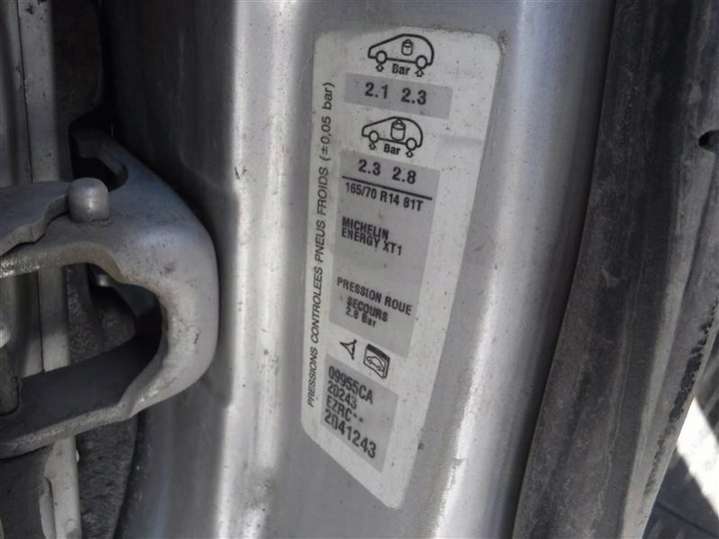 PRESSIONS CONTROLEES PNEUS FROIDS (±0,05 bar)
Bar
2.1 2.3
Bar
2.3 2.8
165/70 R14 81T
MICHELIN
ENERGY XT1
PRESSION ROUE
SECOURS
2.8 Bar
09955CA
20243
EZRC--
2041243